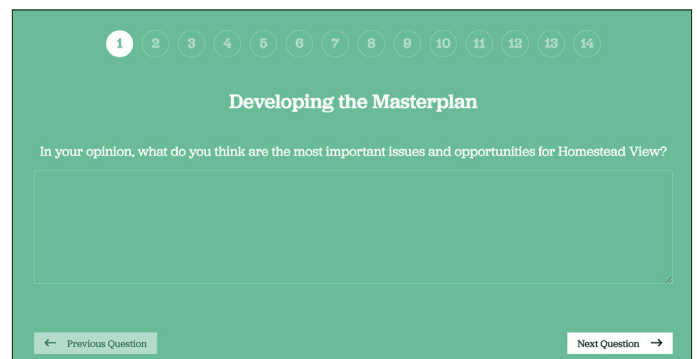 1 2 3 4 5 6 7 8 9 10 11 12 13 14
Developing the Masterplan
In your opinion, what do you think are the most important issues and opportunities for Homestead View?
← Previous Question
Next Question →